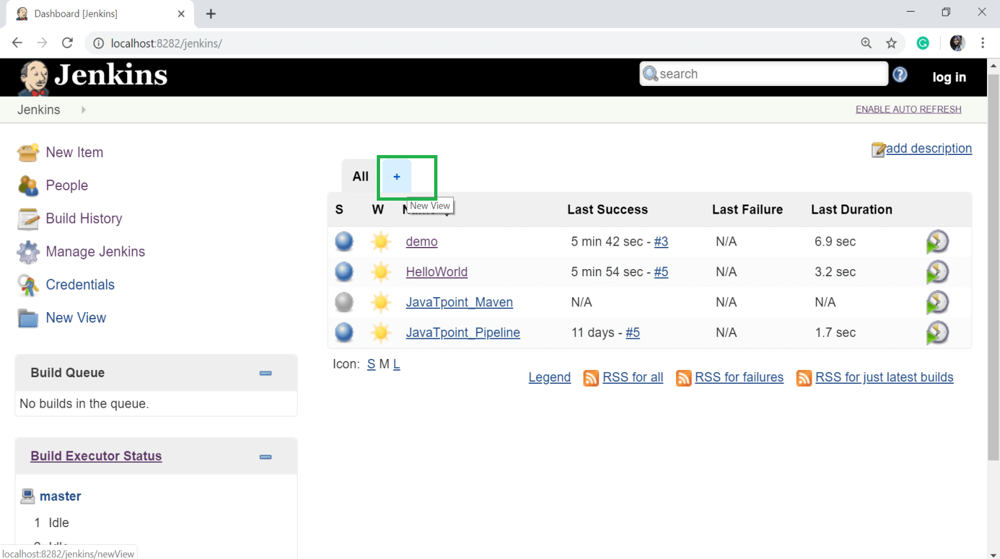 Dashboard [Jenkins]
localhost:8282/jenkins/
Jenkins
search
log in
Jenkins
ENABLE AUTO REFRESH
New Item
People
Build History
Manage Jenkins
Credentials
New View
add description
All +
New View
S W Last Success Last Failure Last Duration
demo 5 min 42 sec - #3 N/A 6.9 sec
HelloWorld 5 min 54 sec - #5 N/A 3.2 sec
JavaTpoint_Maven N/A N/A N/A
JavaTpoint_Pipeline 11 days - #5 N/A 1.7 sec
Icon: S M L
Legend RSS for all RSS for failures RSS for just latest builds
Build Queue
No builds in the queue.
Build Executor Status
master
1 Idle
localhost:8282/jenkins/newView